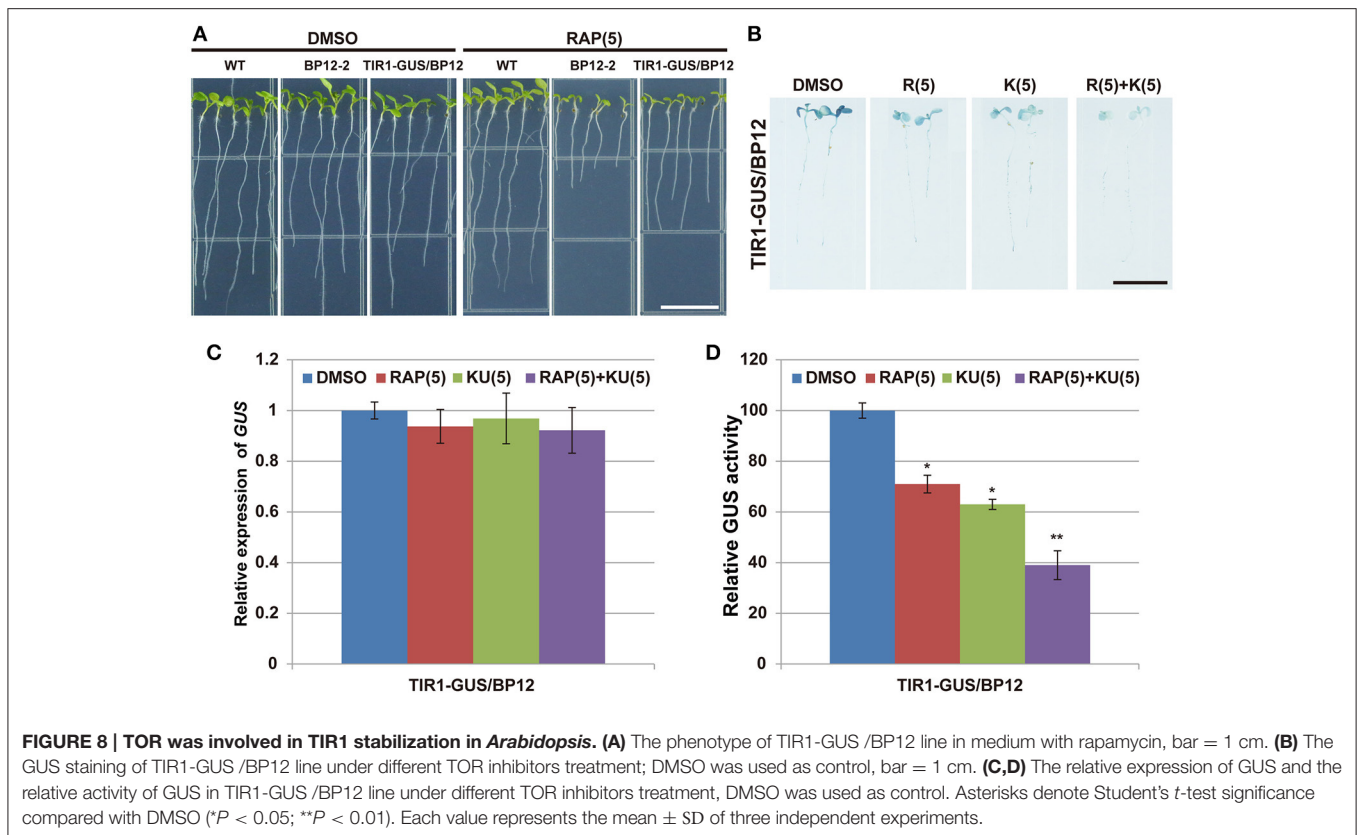 A
DMSO RAP(5)
WT BP12-2 TIR1-GUS/BP12 WT BP12-2 TIR1-GUS/BP12
B
DMSO R(5) K(5) R(5)+K(5)
TIR1-GUS/BP12
C
1.2
1
0.8
0.6
0.4
0.2
0
Relative expression of GUS
DMSO RAP(5) KU(5) RAP(5)+KU(5)
TIR1-GUS/BP12
D
120
100
80
60
40
20
0
Relative GUS activity
DMSO RAP(5) KU(5) RAP(5)+KU(5)
*
*
**
TIR1-GUS/BP12
FIGURE 8 | TOR was involved in TIR1 stabilization in Arabidopsis. (A) The phenotype of TIR1-GUS /BP12 line in medium with rapamycin, bar = 1 cm. (B) The
GUS staining of TIR1-GUS /BP12 line under different TOR inhibitors treatment; DMSO was used as control, bar = 1 cm. (C,D) The relative expression of GUS and the
relative activity of GUS in TIR1-GUS /BP12 line under different TOR inhibitors treatment, DMSO was used as control. Asterisks denote Student's t-test significance
compared with DMSO (*P < 0.05; **P < 0.01). Each value represents the mean ± SD of three independent experiments.